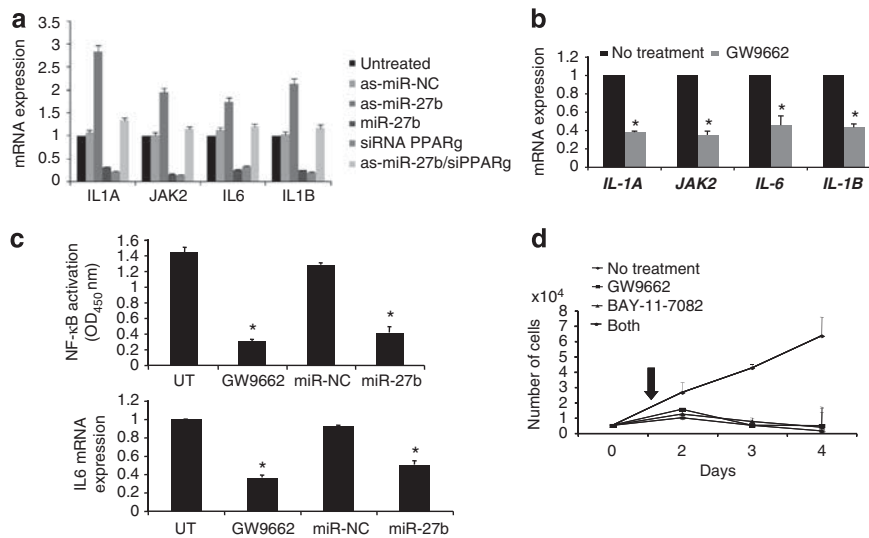 a
mRNA expression
3.5
3
2.5
2
1.5
1
0.5
0
IL1A JAK2 IL6 IL1B
Untreated
as-miR-NC
as-miR-27b
miR-27b
siRNA PPARg
as-miR-27b/siPPARg
b
No treatment GW9662
mRNA expression
1.2
1
0.8
0.6
0.4
0.2
0
* * * *
IL-1A JAK2 IL-6 IL-1B
c
NF-κB activation
(OD450 nm)
1.6
1.4
1.2
1
0.8
0.6
0.4
0.2
0
* *
UT GW9662 miR-NC miR-27b
IL6 mRNA
expression
1.2
1
0.8
0.6
0.4
0.2
0
* *
UT GW9662 miR-NC miR-27b
d
No treatment
GW9662
BAY-11-7082
Both
x10⁴
Number of cells
8
7
6
5
4
3
2
1
0
0 2 3 4
Days